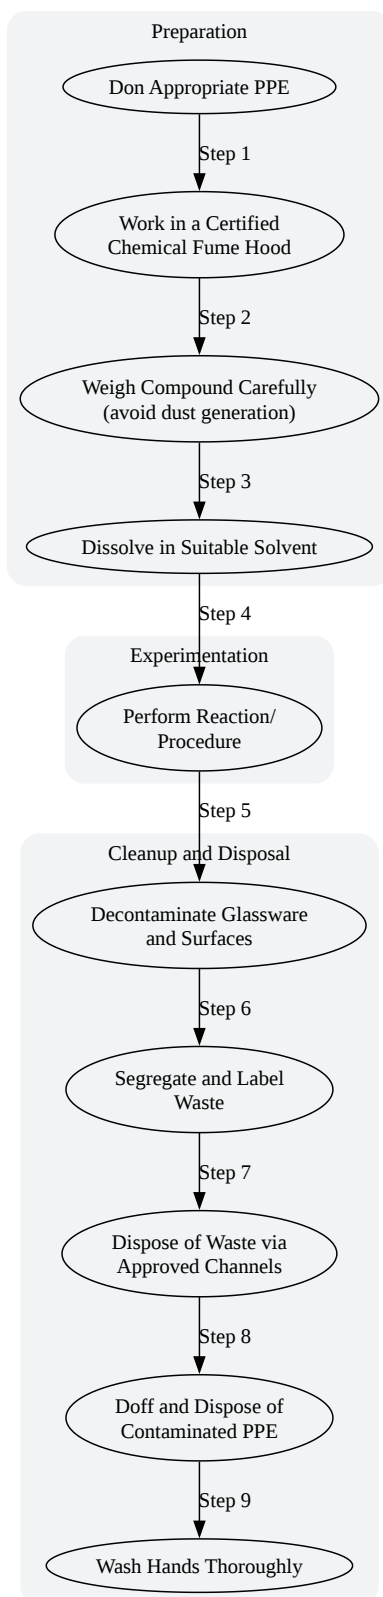 Preparation
Don Appropriate PPE
Step 1
Work in a Certified
Chemical Fume Hood
Step 2
Weigh Compound Carefully
(avoid dust generation)
Step 3
Dissolve in Suitable Solvent
Step 4
Experimentation
Perform Reaction/
Procedure
Step 5
Cleanup and Disposal
Decontaminate Glassware
and Surfaces
Step 6
Segregate and Label
Waste
Step 7
Dispose of Waste via
Approved Channels
Step 8
Doff and Dispose of
Contaminated PPE
Step 9
Wash Hands Thoroughly